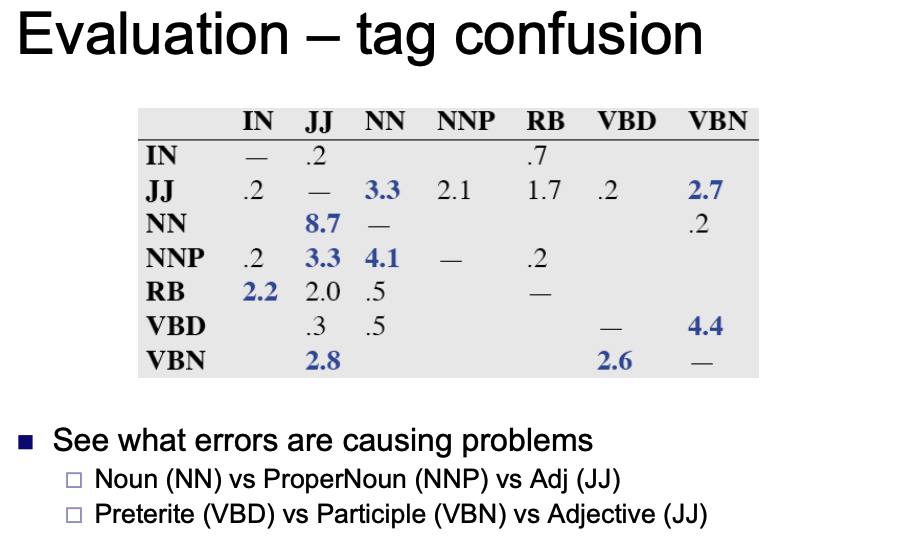 Evaluation – tag confusion
IN JJ NN NNP RB VBD VBN
IN — .2 .7
JJ .2 — 3.3 2.1 1.7 .2 2.7
NN 8.7 — .2
NNP .2 3.3 4.1 — .2
RB 2.2 2.0 .5 —
VBD .3 .5 — 4.4
VBN 2.8 2.6 —
See what errors are causing problems
Noun (NN) vs ProperNoun (NNP) vs Adj (JJ)
Preterite (VBD) vs Participle (VBN) vs Adjective (JJ)